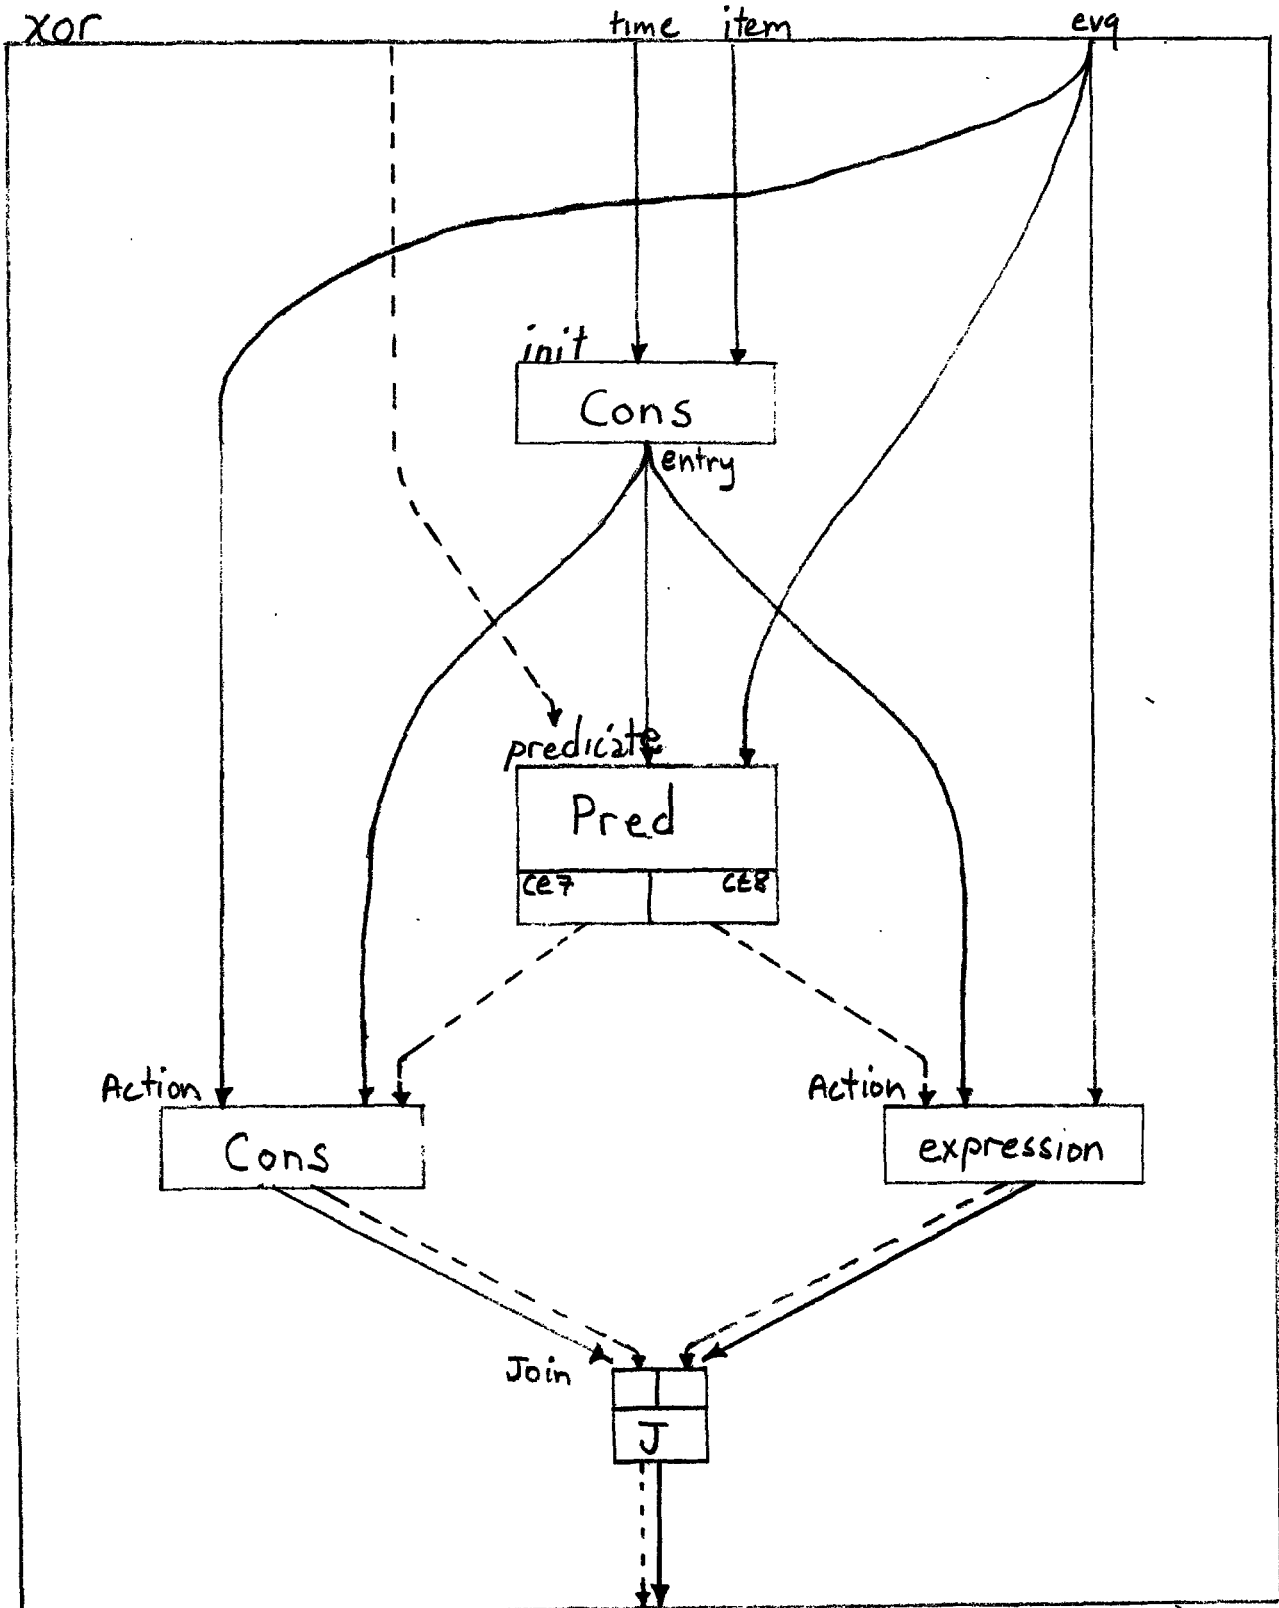 xor
time item evq
init
Cons
entry
predicate
Pred
ce7 ce8
Action Action
Cons expression
Join
J